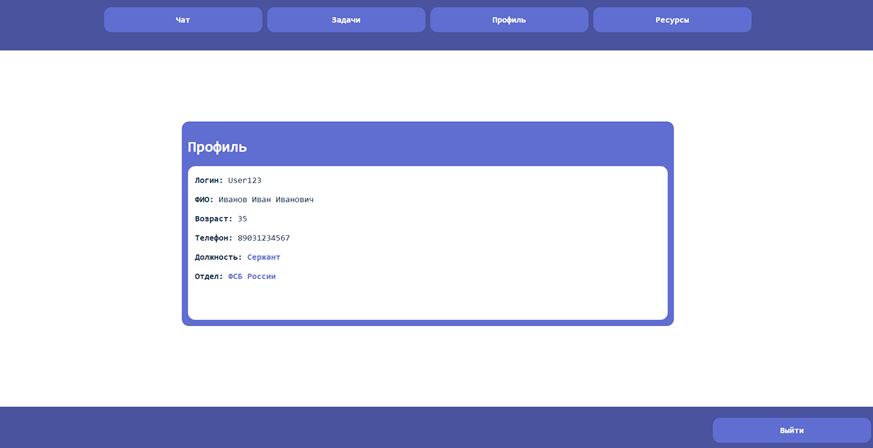 Чат Задачи Профиль Ресурсы
Профиль
Логин: User123
ФИО: Иванов Иван Иванович
Возраст: 35
Телефон: 89031234567
Должность: Сержант
Отдел: ФСБ России
Выйти